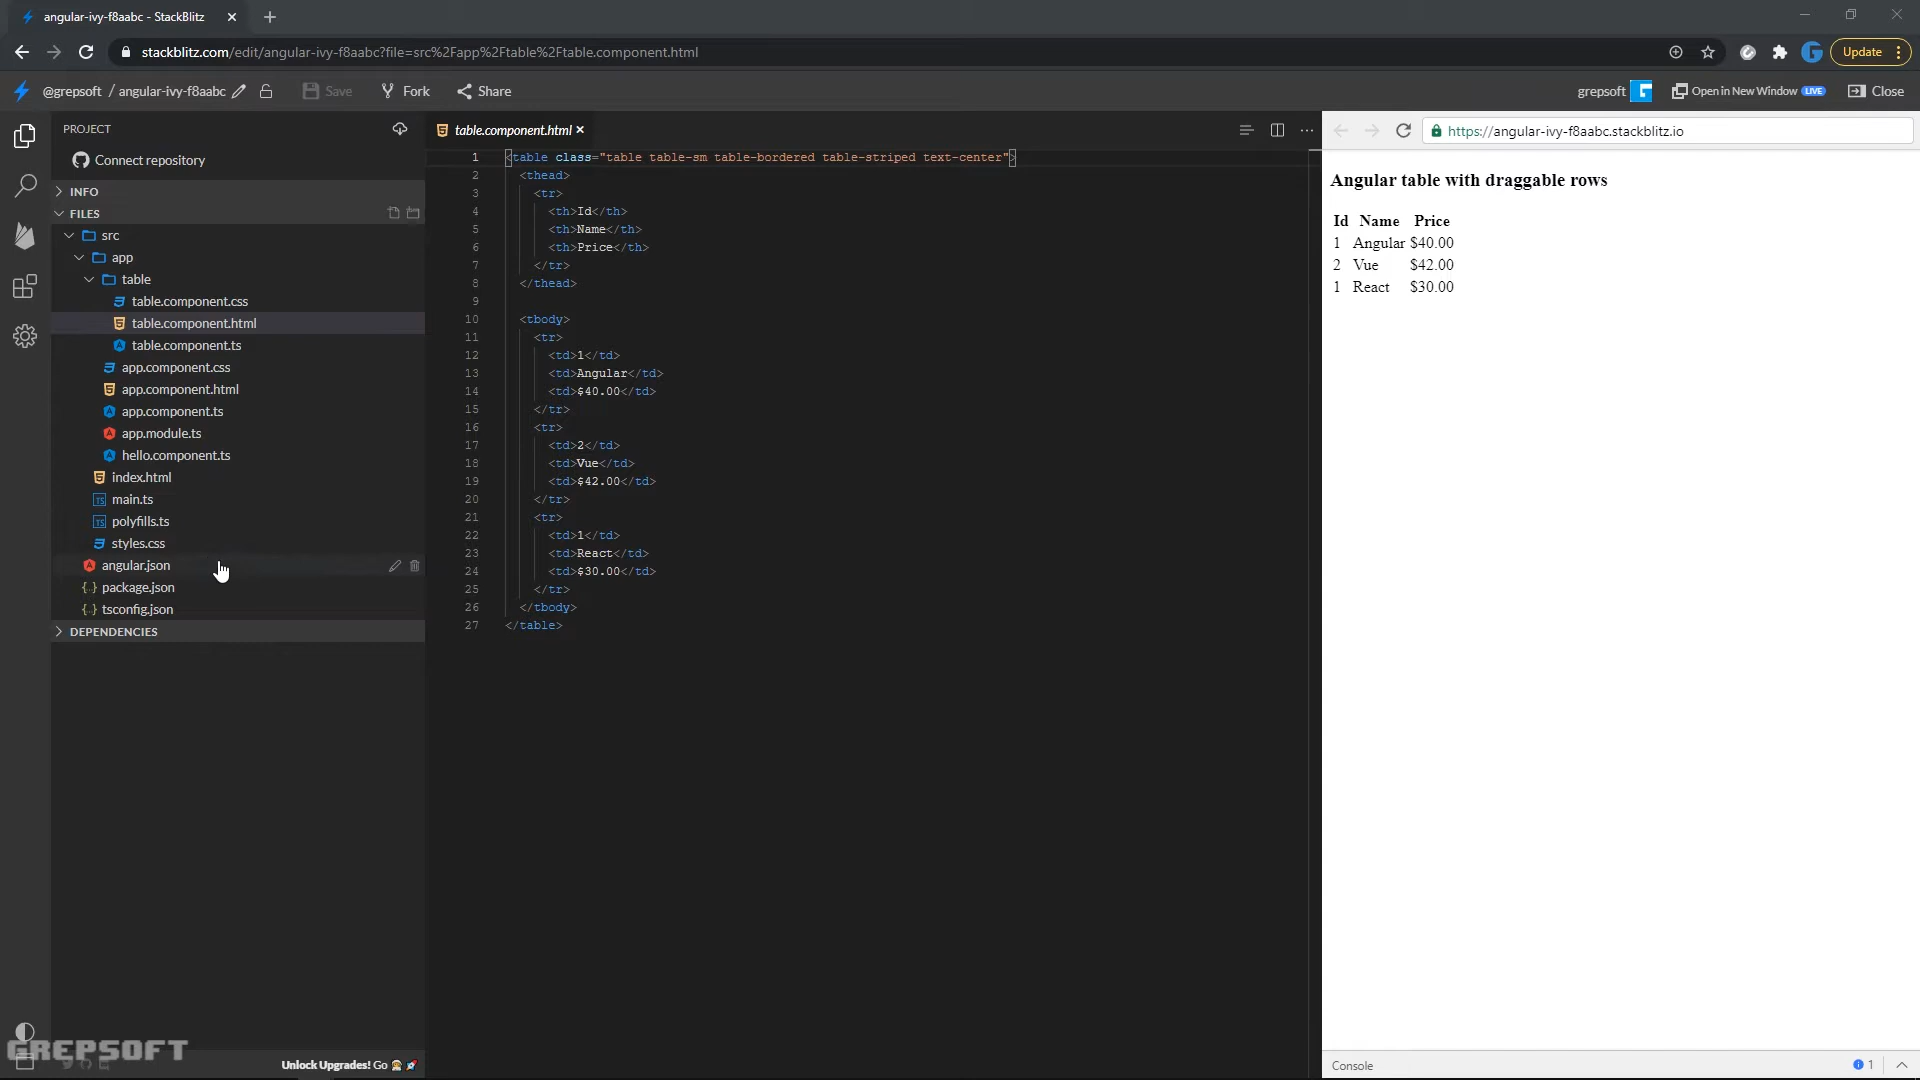 angular-ivy-f8aabc - StackBlitz
stackblitz.com/edit/angular-ivy-f8aabc?file=src%2Fapp%2Ftable%2Ftable.component.html
Update
@grepsoft / angular-ivy-f8aabc
Save
Fork
Share
grepsoft
Open in New Window LIVE
Close
PROJECT
Connect repository
INFO
FILES
src
app
table
table.component.css
table.component.html
table.component.ts
app.component.css
app.component.html
app.component.ts
app.module.ts
hello.component.ts
index.html
main.ts
polyfills.ts
styles.css
angular.json
package.json
tsconfig.json
DEPENDENCIES
GREPSOFT
Unlock Upgrades! Go
table.component.html
1 <table class="table table-sm table-bordered table-striped text-center">
2 <thead>
3 <tr>
4 <th>Id</th>
5 <th>Name</th>
6 <th>Price</th>
7 </tr>
8 </thead>
9
10 <tbody>
11 <tr>
12 <td>1</td>
13 <td>Angular</td>
14 <td>$40.00</td>
15 </tr>
16 <tr>
17 <td>2</td>
18 <td>Vue</td>
19 <td>$42.00</td>
20 </tr>
21 <tr>
22 <td>1</td>
23 <td>React</td>
24 <td>$30.00</td>
25 </tr>
26 </tbody>
27 </table>
https://angular-ivy-f8aabc.stackblitz.io
Angular table with draggable rows
Id Name Price
1 Angular $40.00
2 Vue $42.00
1 React $30.00
Console
1